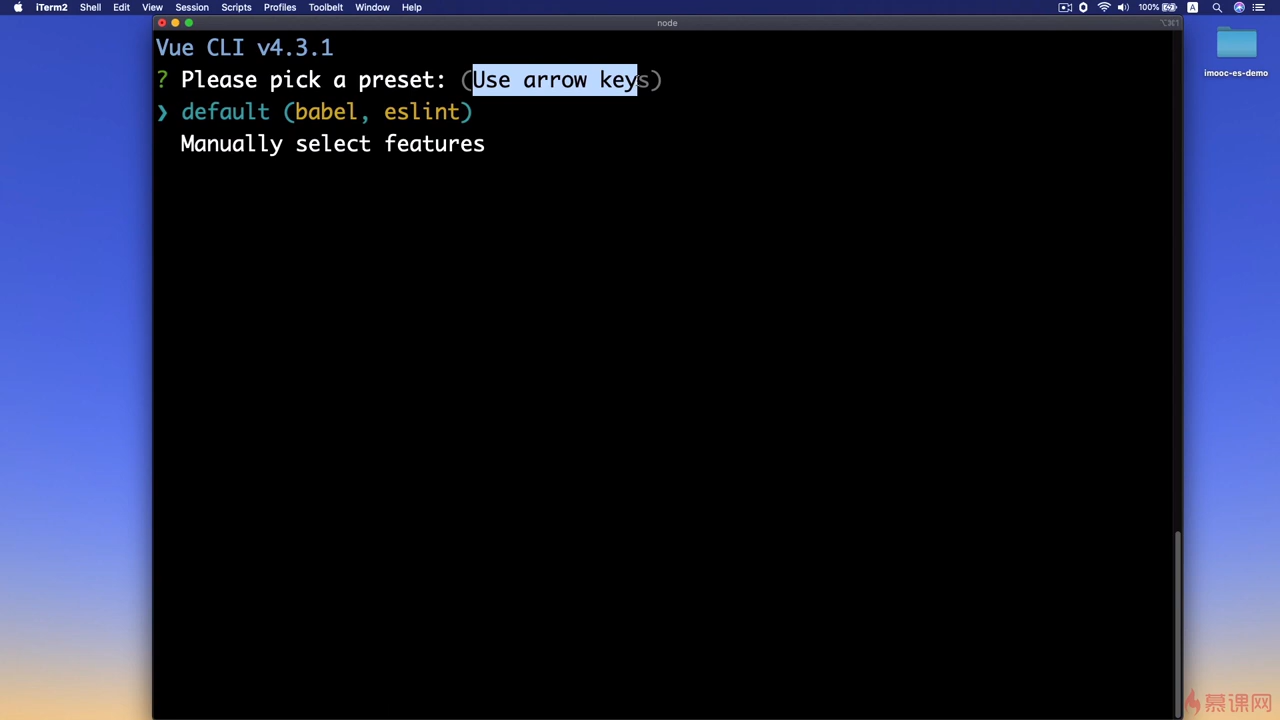 iTerm2 Shell Edit View Session Scripts Profiles Toolbelt Window Help 100% A
node
⌥⌘1
Vue CLI v4.3.1
? Please pick a preset: (Use arrow keys)
❯ default (babel, eslint)
Manually select features
imooc-es-demo
慕课网